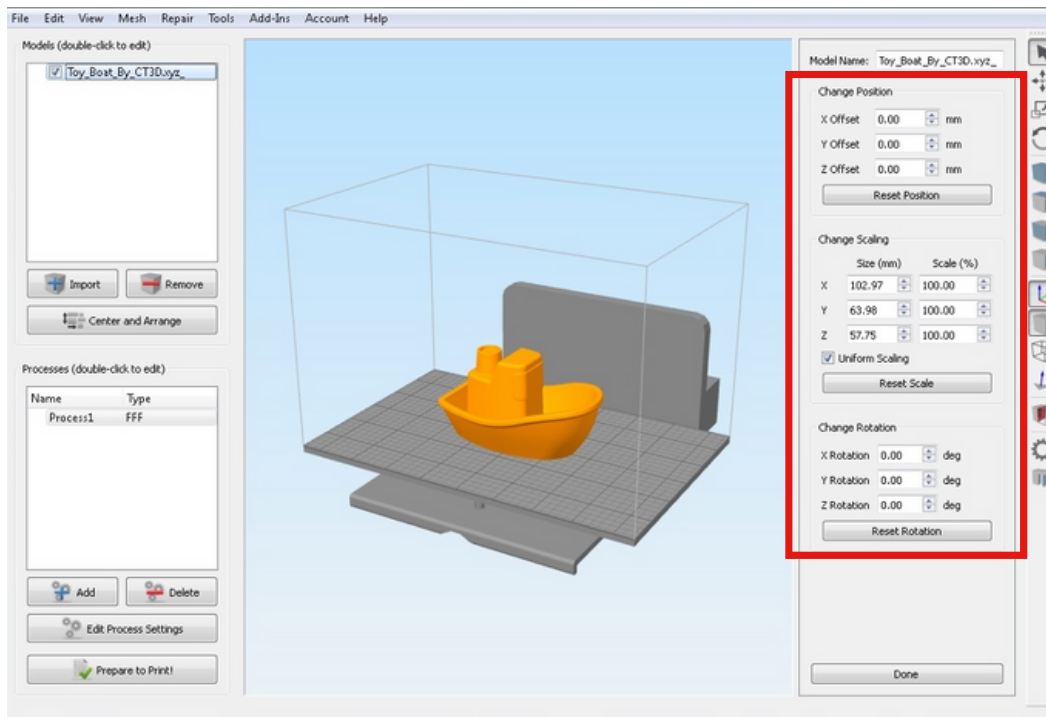 File Edit View Mesh Repair Tools Add-Ins Account Help
Models (double-click to edit)
Toy_Boat_By_CT3D.xyz_
Import Remove
Center and Arrange
Processes (double-click to edit)
Name Type
Process1 FFF
Add Delete
Edit Process Settings
Prepare to Print!
Model Name: Toy_Boat_By_CT3D.xyz_
Change Position
X Offset 0.00 mm
Y Offset 0.00 mm
Z Offset 0.00 mm
Reset Position
Change Scaling
Size (mm) Scale (%)
X 102.97 100.00
Y 63.98 100.00
Z 57.75 100.00
Uniform Scaling
Reset Scale
Change Rotation
X Rotation 0.00 deg
Y Rotation 0.00 deg
Z Rotation 0.00 deg
Reset Rotation
Done